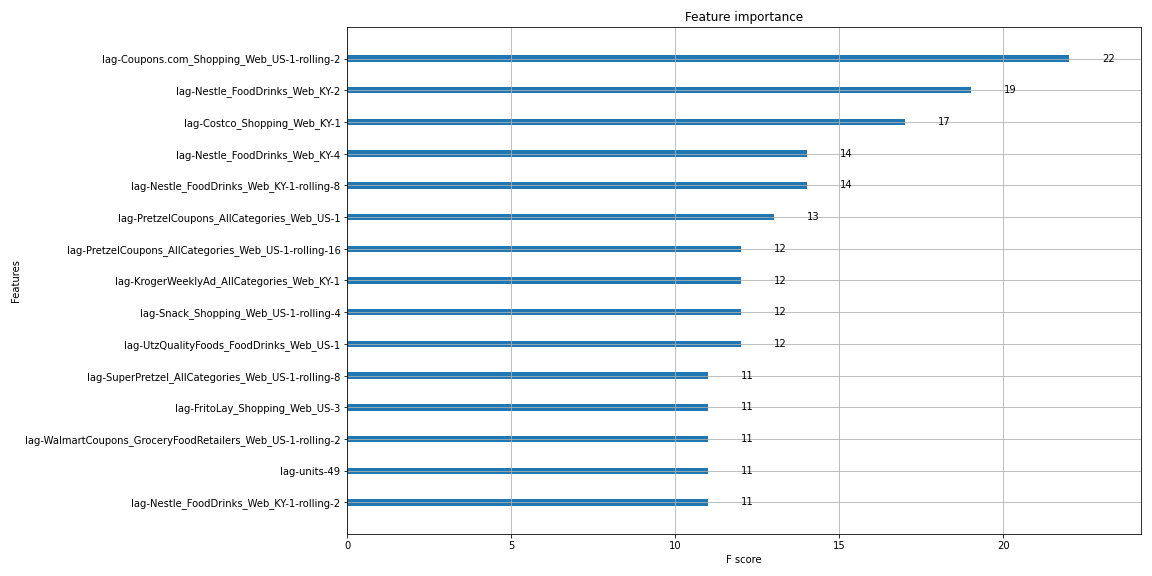 Feature importance
lag-Coupons.com_Shopping_Web_US-1-rolling-2 22
lag-Nestle_FoodDrinks_Web_KY-2 19
lag-Costco_Shopping_Web_KY-1 17
lag-Nestle_FoodDrinks_Web_KY-4 14
lag-Nestle_FoodDrinks_Web_KY-1-rolling-8 14
lag-PretzelCoupons_AllCategories_Web_US-1 13
lag-PretzelCoupons_AllCategories_Web_US-1-rolling-16 12
lag-KrogerWeeklyAd_AllCategories_Web_KY-1 12
lag-Snack_Shopping_Web_US-1-rolling-4 12
lag-UtzQualityFoods_FoodDrinks_Web_US-1 12
lag-SuperPretzel_AllCategories_Web_US-1-rolling-8 11
lag-FritoLay_Shopping_Web_US-3 11
lag-WalmartCoupons_GroceryFoodRetailers_Web_US-1-rolling-2 11
lag-units-49 11
lag-Nestle_FoodDrinks_Web_KY-1-rolling-2 11
Features
0 5 10 15 20
F score